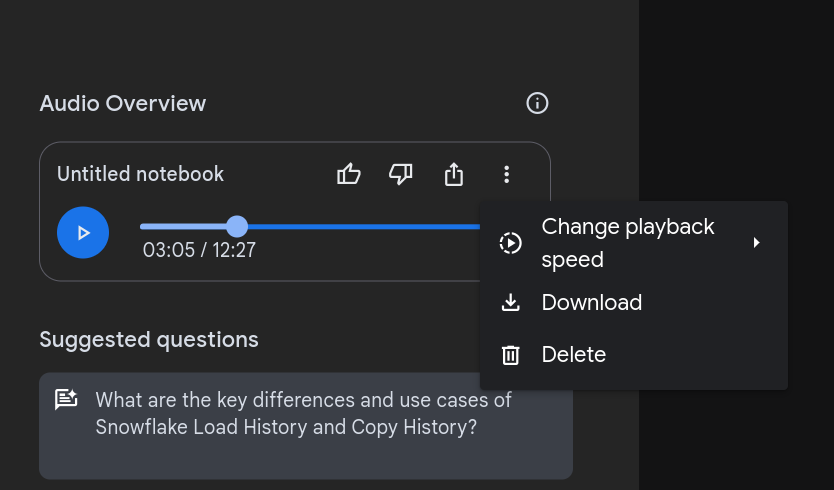 Audio Overview
Untitled notebook
03:05 / 12:27
Change playback
speed
Download
Delete
Suggested questions
What are the key differences and use cases of
Snowflake Load History and Copy History?